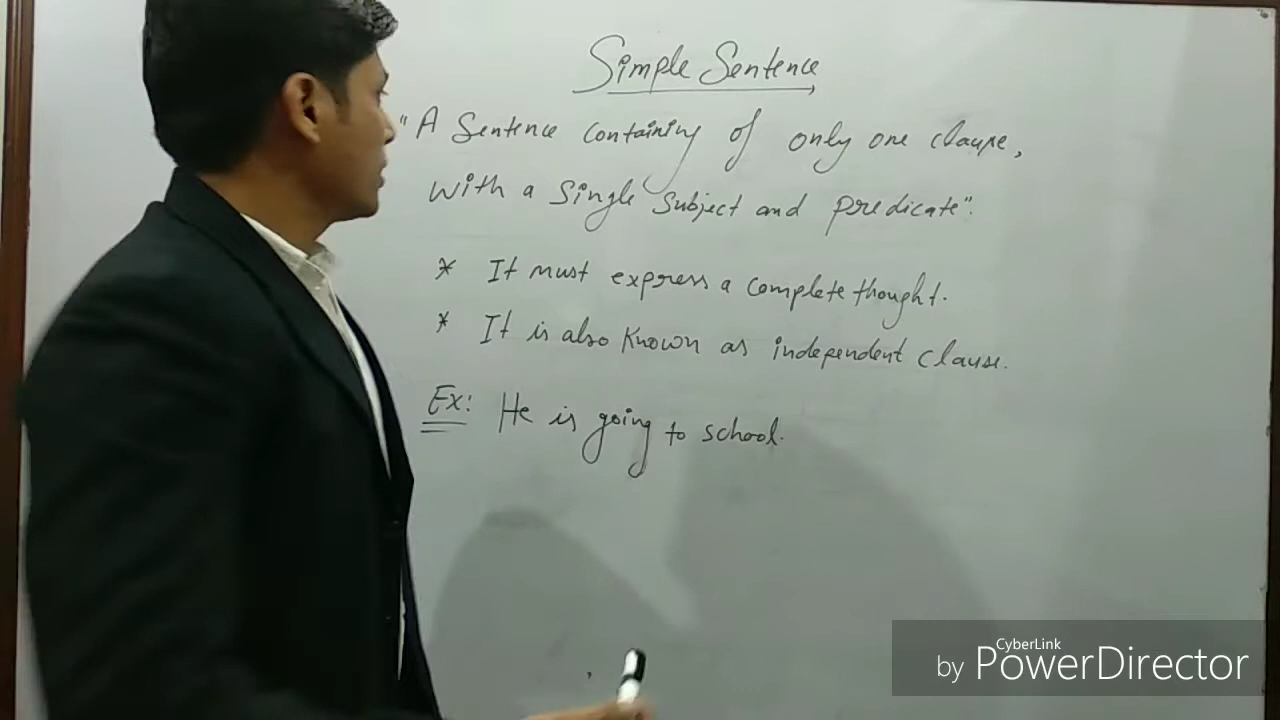 Simple Sentence
"A Sentence Containing of only one clause,
with a single subject and predicate".
* It must express a complete thought.
* It is also known as independent clause.
Ex: He is going to school.
CyberLink
by PowerDirector